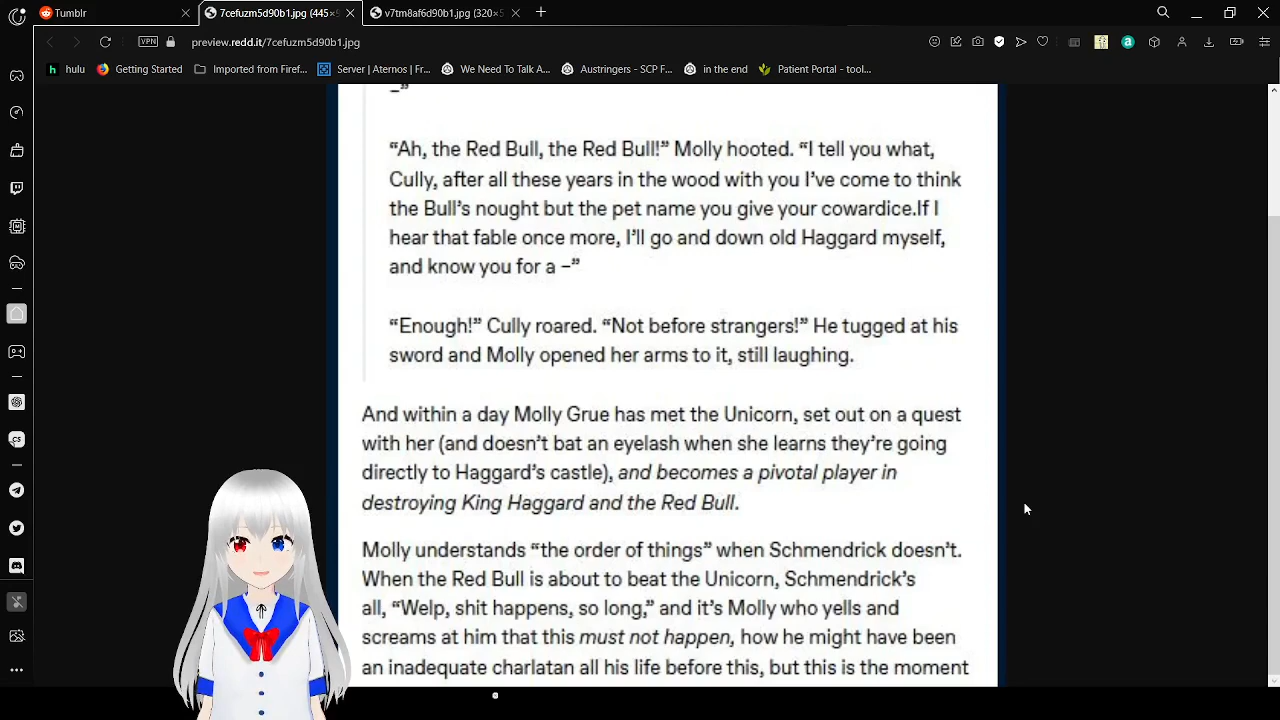 Tumblr
7cefuzm5d90b1.jpg (445×5
v7tm8af6d90b1.jpg (320×5
VPN
preview.redd.it/7cefuzm5d90b1.jpg
hulu
Getting Started
Imported from Firef...
Server | Aternos | Fr...
We Need To Talk A...
Austringers - SCP F...
in the end
Patient Portal - tool...
–”
“Ah, the Red Bull, the Red Bull!” Molly hooted. “I tell you what,
Cully, after all these years in the wood with you I’ve come to think
the Bull’s nought but the pet name you give your cowardice.If I
hear that fable once more, I’ll go and down old Haggard myself,
and know you for a –”
“Enough!” Cully roared. “Not before strangers!” He tugged at his
sword and Molly opened her arms to it, still laughing.
And within a day Molly Grue has met the Unicorn, set out on a quest
with her (and doesn’t bat an eyelash when she learns they’re going
directly to Haggard’s castle), and becomes a pivotal player in
destroying King Haggard and the Red Bull.
Molly understands “the order of things” when Schmendrick doesn’t.
When the Red Bull is about to beat the Unicorn, Schmendrick’s
all, “Welp, shit happens, so long,” and it’s Molly who yells and
screams at him that this must not happen, how he might have been
an inadequate charlatan all his life before this, but this is the moment